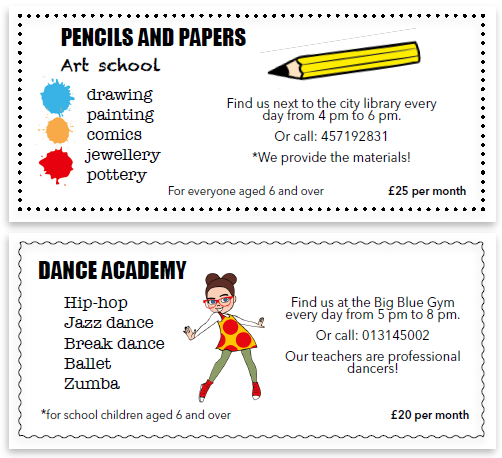 PENCILS AND PAPERS
Art school
drawing
painting
comics
jewellery
pottery
Find us next to the city library every
day from 4 pm to 6 pm.
Or call: 457192831
*We provide the materials!
For everyone aged 6 and over
£25 per month
DANCE ACADEMY
Hip-hop
Jazz dance
Break dance
Ballet
Zumba
Find us at the Big Blue Gym
every day from 5 pm to 8 pm.
Or call: 013145002
Our teachers are professional
dancers!
*for school children aged 6 and over
£20 per month